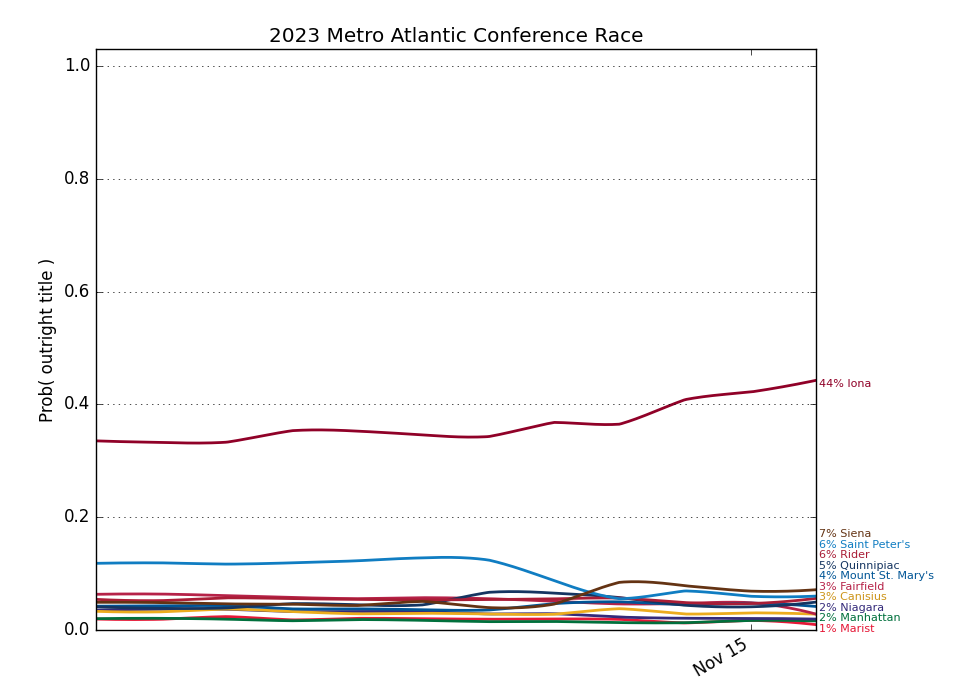 2023 Metro Atlantic Conference Race
Prob( outright title )
1.0
0.8
0.6
0.4
0.2
0.0
44% Iona
7% Siena
6% Saint Peter's
6% Rider
5% Quinnipiac
4% Mount St. Mary's
3% Fairfield
3% Canisius
2% Niagara
2% Manhattan
1% Marist
Nov 15